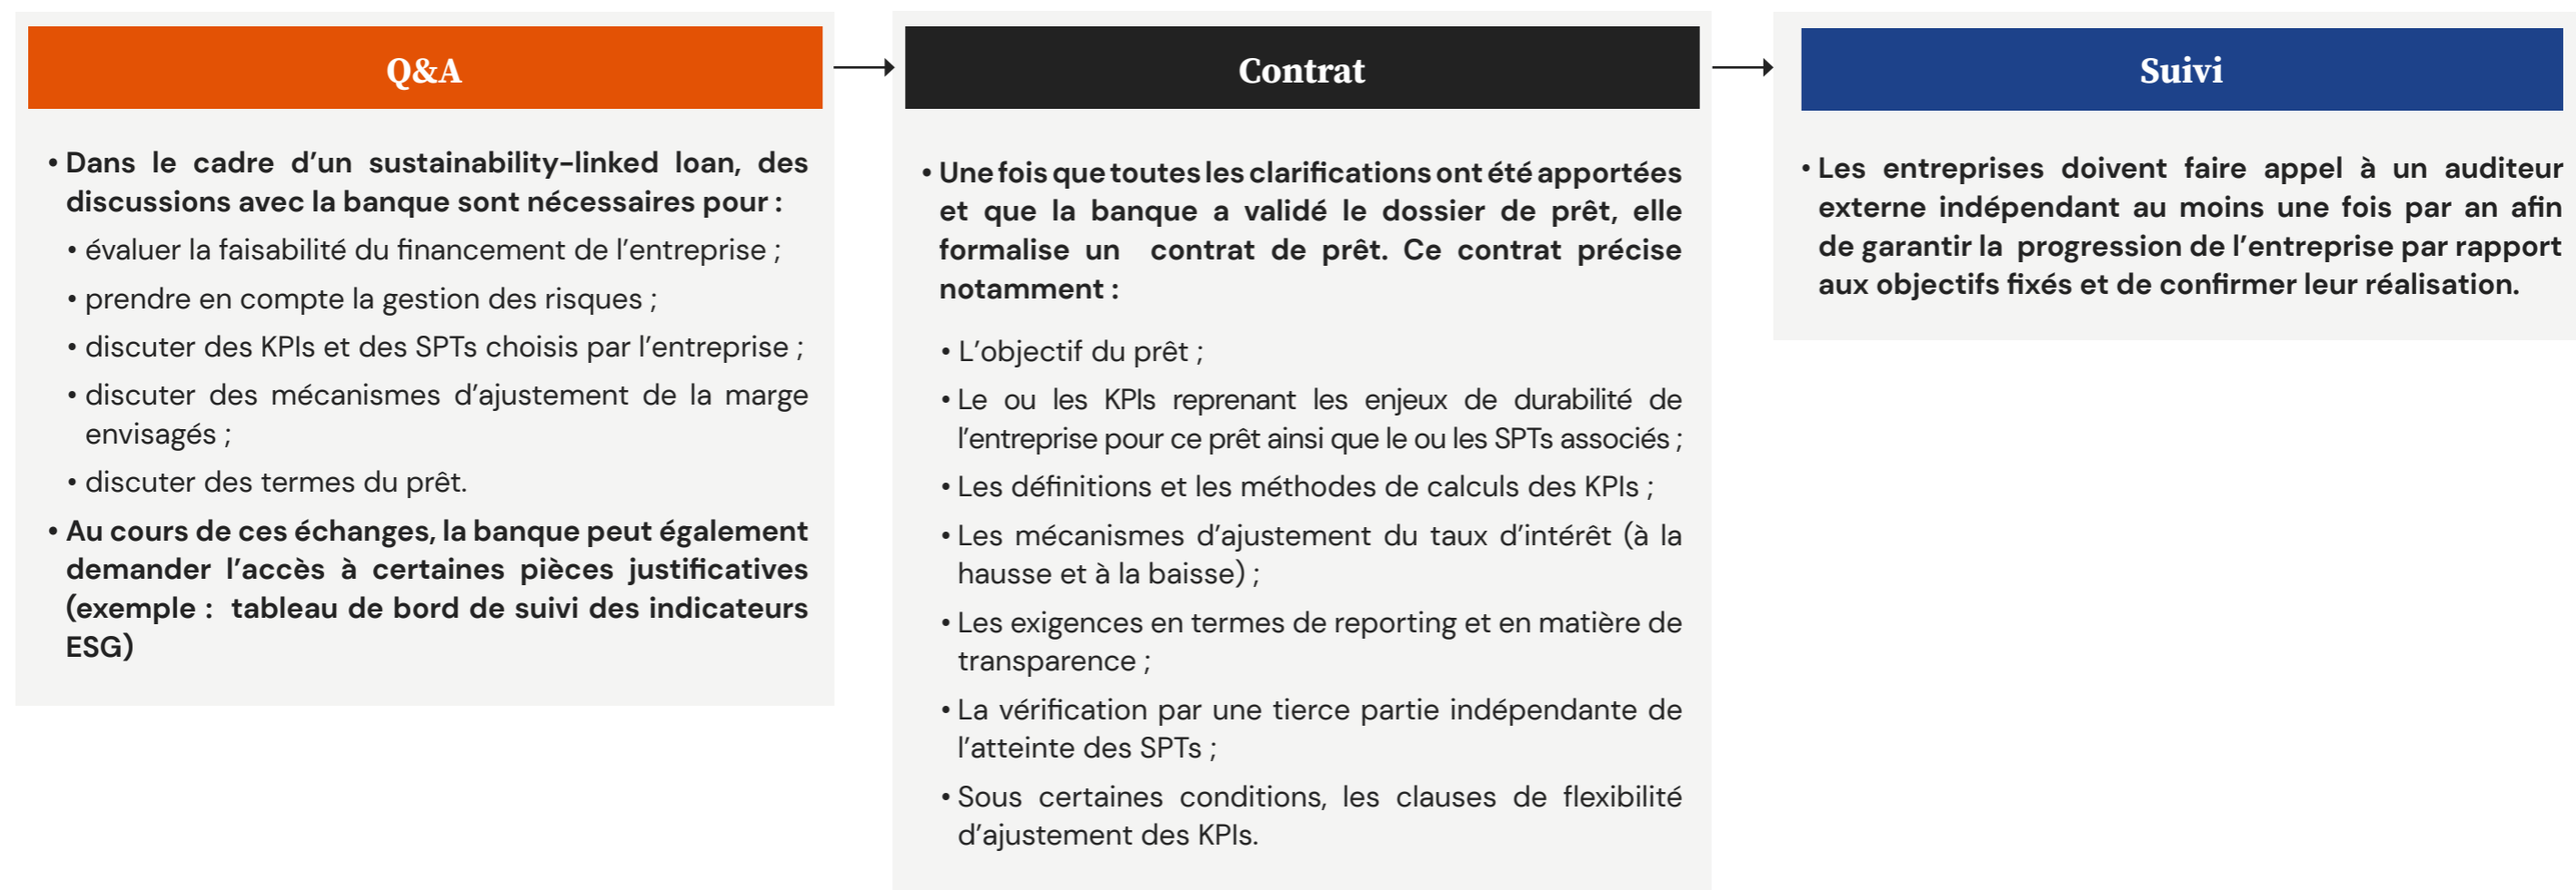 Q&A
• Dans le cadre d'un sustainability-linked loan, des
discussions avec la banque sont nécessaires pour :
• évaluer la faisabilité du financement de l'entreprise ;
• prendre en compte la gestion des risques ;
• discuter des KPIs et des SPTs choisis par l'entreprise ;
• discuter des mécanismes d'ajustement de la marge
envisagés ;
• discuter des termes du prêt.
• Au cours de ces échanges, la banque peut également
demander l'accès à certaines pièces justificatives
(exemple : tableau de bord de suivi des indicateurs
ESG)
Contrat
• Une fois que toutes les clarifications ont été apportées
et que la banque a validé le dossier de prêt, elle
formalise un contrat de prêt. Ce contrat précise
notamment :
• L'objectif du prêt ;
• Le ou les KPIs reprenant les enjeux de durabilité de
l'entreprise pour ce prêt ainsi que le ou les SPTs associés ;
• Les définitions et les méthodes de calculs des KPIs ;
• Les mécanismes d'ajustement du taux d'intérêt (à la
hausse et à la baisse) ;
• Les exigences en termes de reporting et en matière de
transparence ;
• La vérification par une tierce partie indépendante de
l'atteinte des SPTs ;
• Sous certaines conditions, les clauses de flexibilité
d'ajustement des KPIs.
Suivi
• Les entreprises doivent faire appel à un auditeur
externe indépendant au moins une fois par an afin
de garantir la progression de l'entreprise par rapport
aux objectifs fixés et de confirmer leur réalisation.